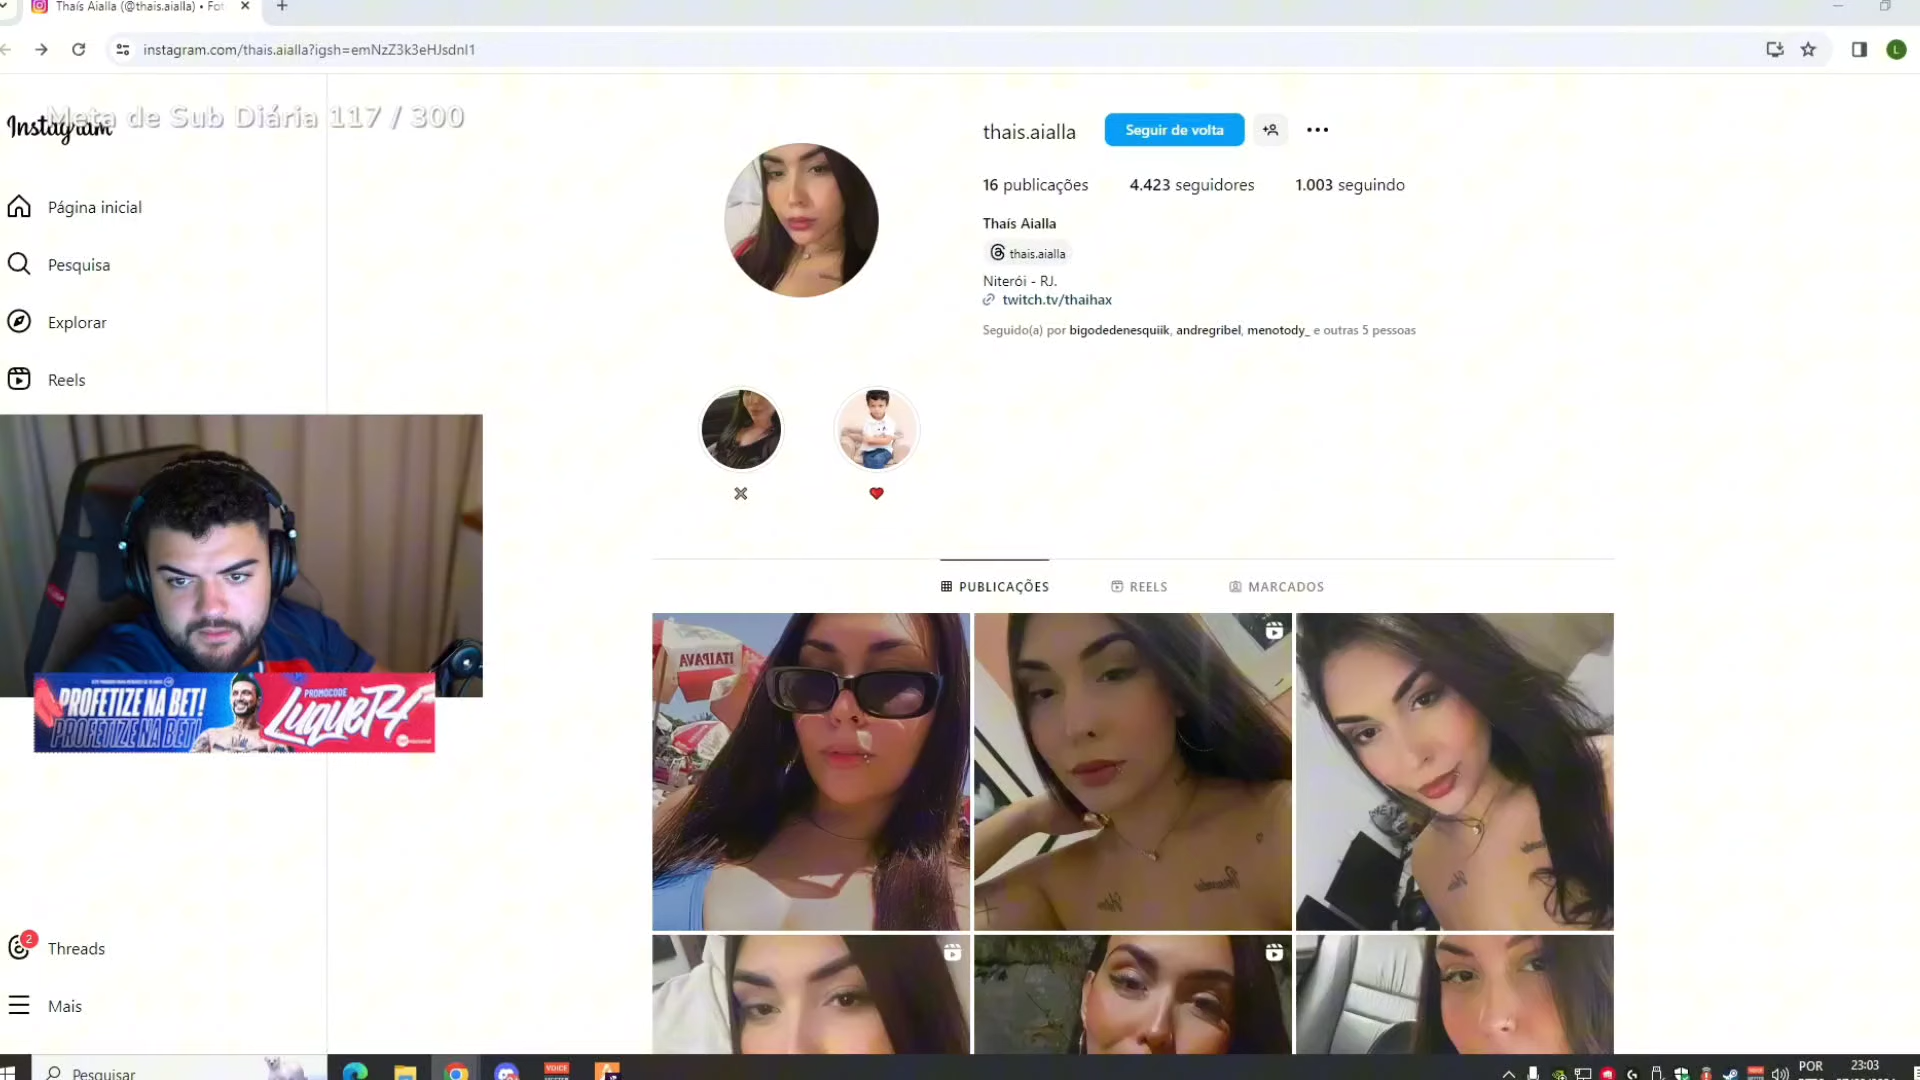 Thaís Aialla (@thais.aialla) • Fot
instagram.com/thais.aialla?igsh=emNzZ3k3eHJsdnl1
Instagram
Meta de Sub Diária 117 / 300
Página inicial
Pesquisa
Explorar
Reels
thais.aialla
Seguir de volta
16 publicações
4.423 seguidores
1.003 seguindo
Thaís Aialla
thais.aialla
Niterói - RJ.
twitch.tv/thaihax
Seguido(a) por bigodedenesquiik, andregribel, menotody_ e outras 5 pessoas
PUBLICAÇÕES
REELS
MARCADOS
ITAIPAVA
PROFETIZE NA BET!
PROFETIZE NA BET!
PROMOCODE
LuqueT4
2
Threads
Mais
Pesquisar
VOICE
POR
23:03
L